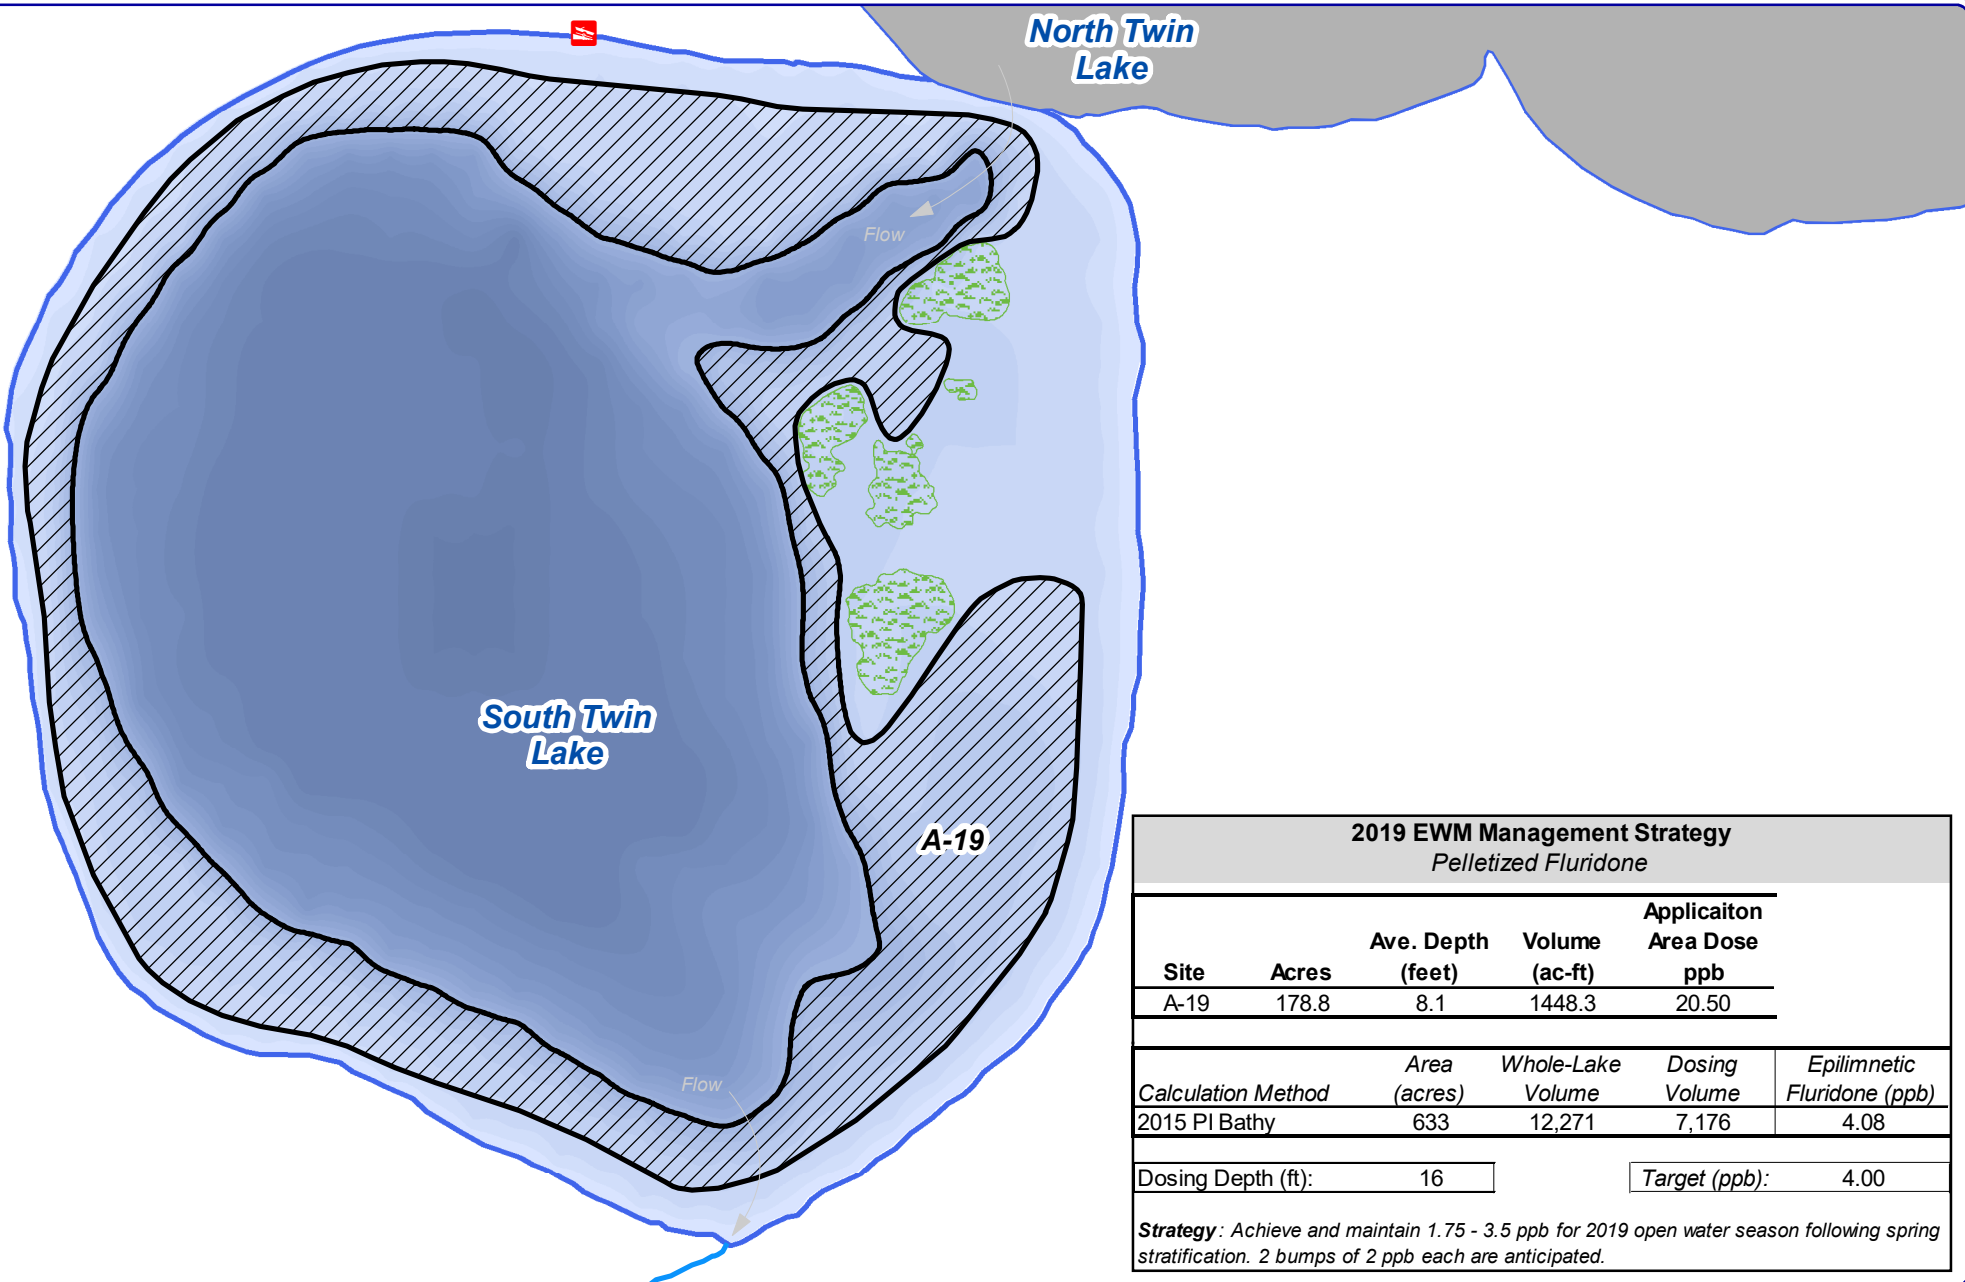 North Twin
Lake
Flow
South Twin
Lake
A-19
Flow
2019 EWM Management Strategy
Pelletized Fluridone
Applicaiton
Ave. Depth Volume Area Dose
Site Acres (feet) (ac-ft) ppb
A-19 178.8 8.1 1448.3 20.50
Area Whole-Lake Dosing Epilimnetic
Calculation Method (acres) Volume Volume Fluridone (ppb)
2015 PI Bathy 633 12,271 7,176 4.08
Dosing Depth (ft): 16 Target (ppb): 4.00
Strategy: Achieve and maintain 1.75 - 3.5 ppb for 2019 open water season following spring
stratification. 2 bumps of 2 ppb each are anticipated.